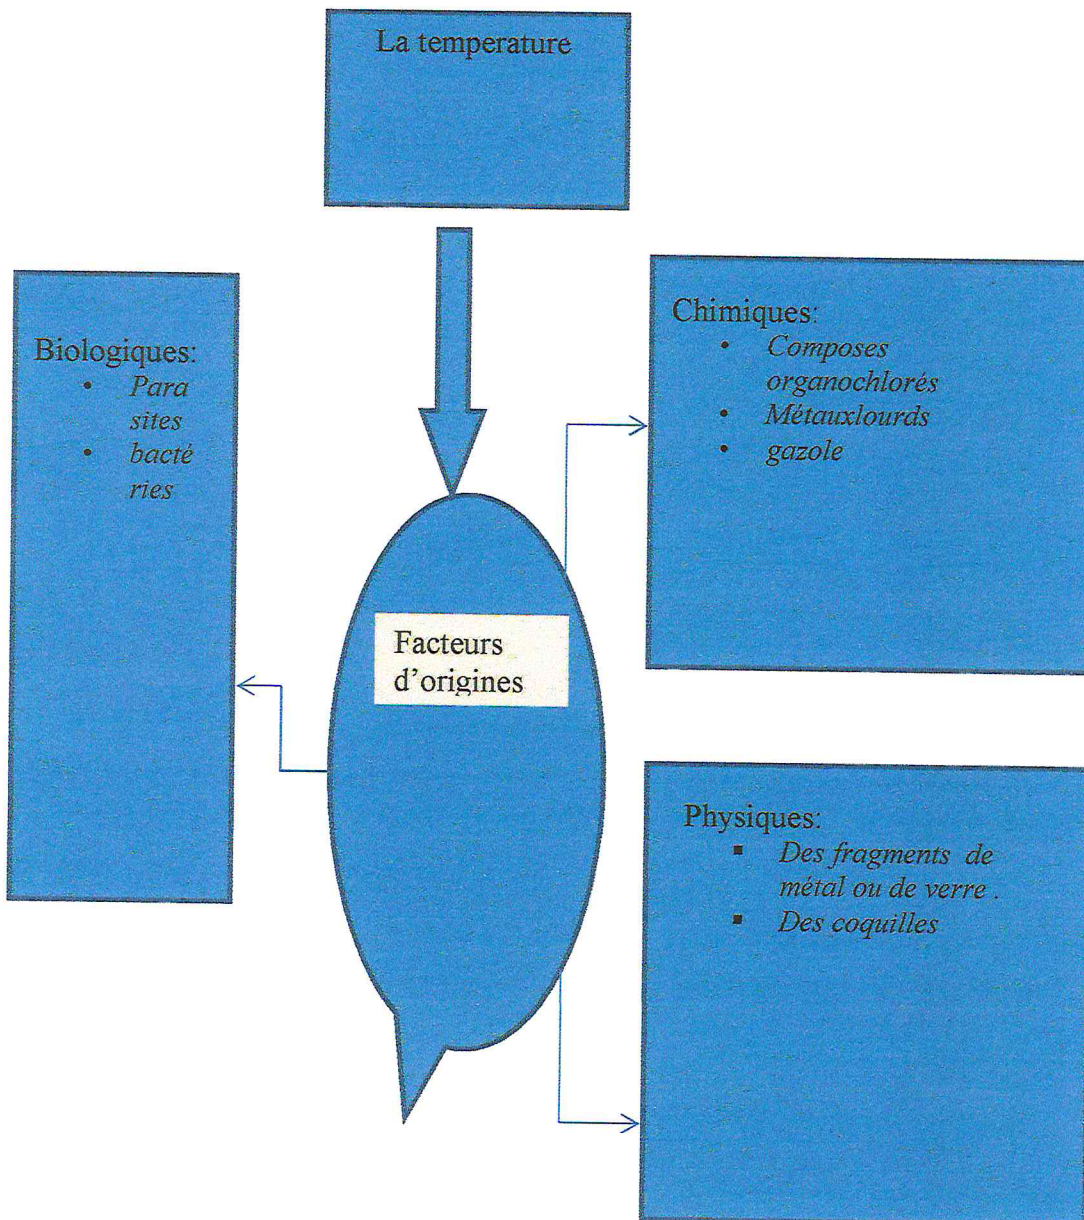 La temperature
Biologiques:
• Para
sites
• bacté
ries
Chimiques:
• Composes
organochlorés
• Métauxlourds
• gazole
Facteurs
d’origines
Physiques:
▪ Des fragments de
métal ou de verre .
▪ Des coquilles